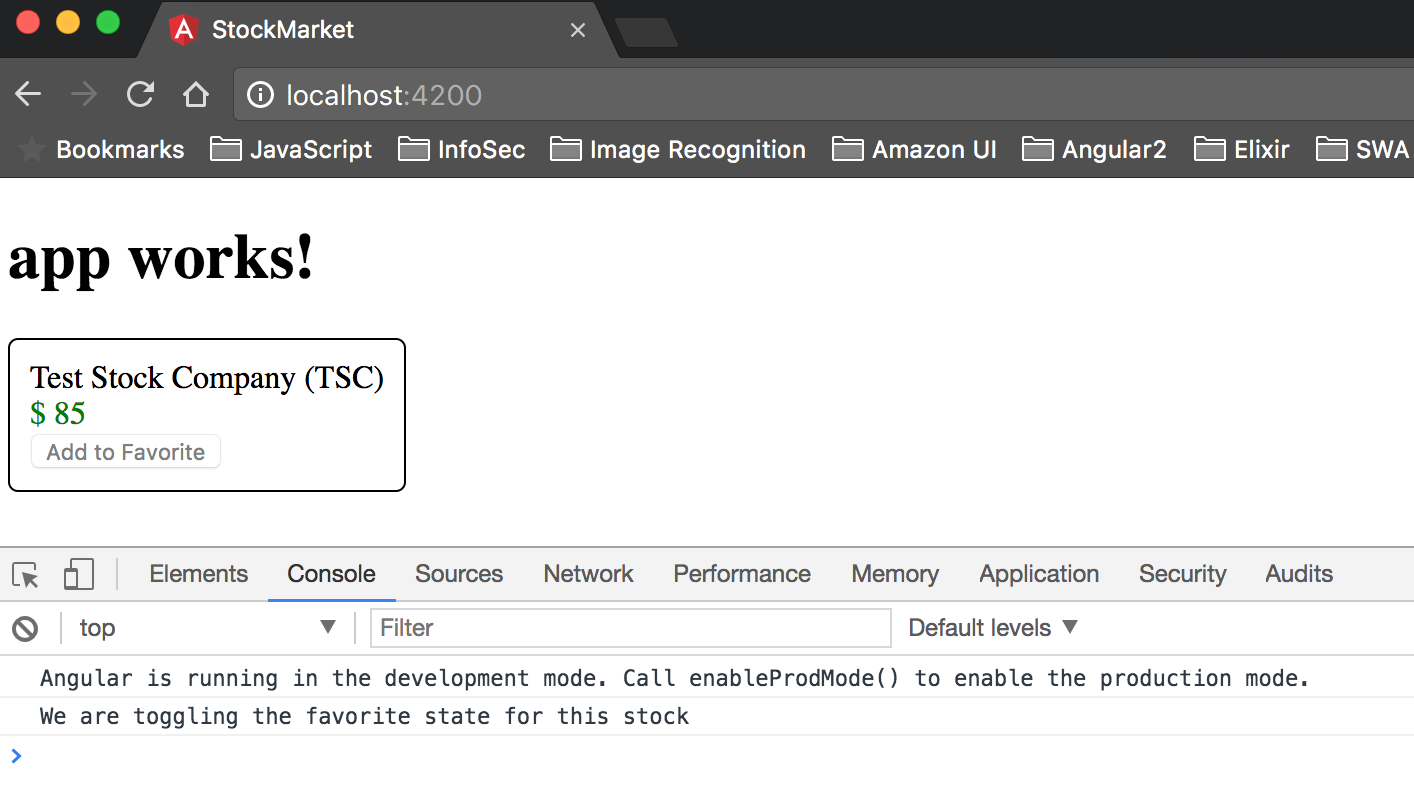 StockMarket
localhost:4200
Bookmarks JavaScript InfoSec Image Recognition Amazon UI Angular2 Elixir SWA
app works!
Test Stock Company (TSC)
$ 85
Add to Favorite
Elements Console Sources Network Performance Memory Application Security Audits
top Filter Default levels
Angular is running in the development mode. Call enableProdMode() to enable the production mode.
We are toggling the favorite state for this stock